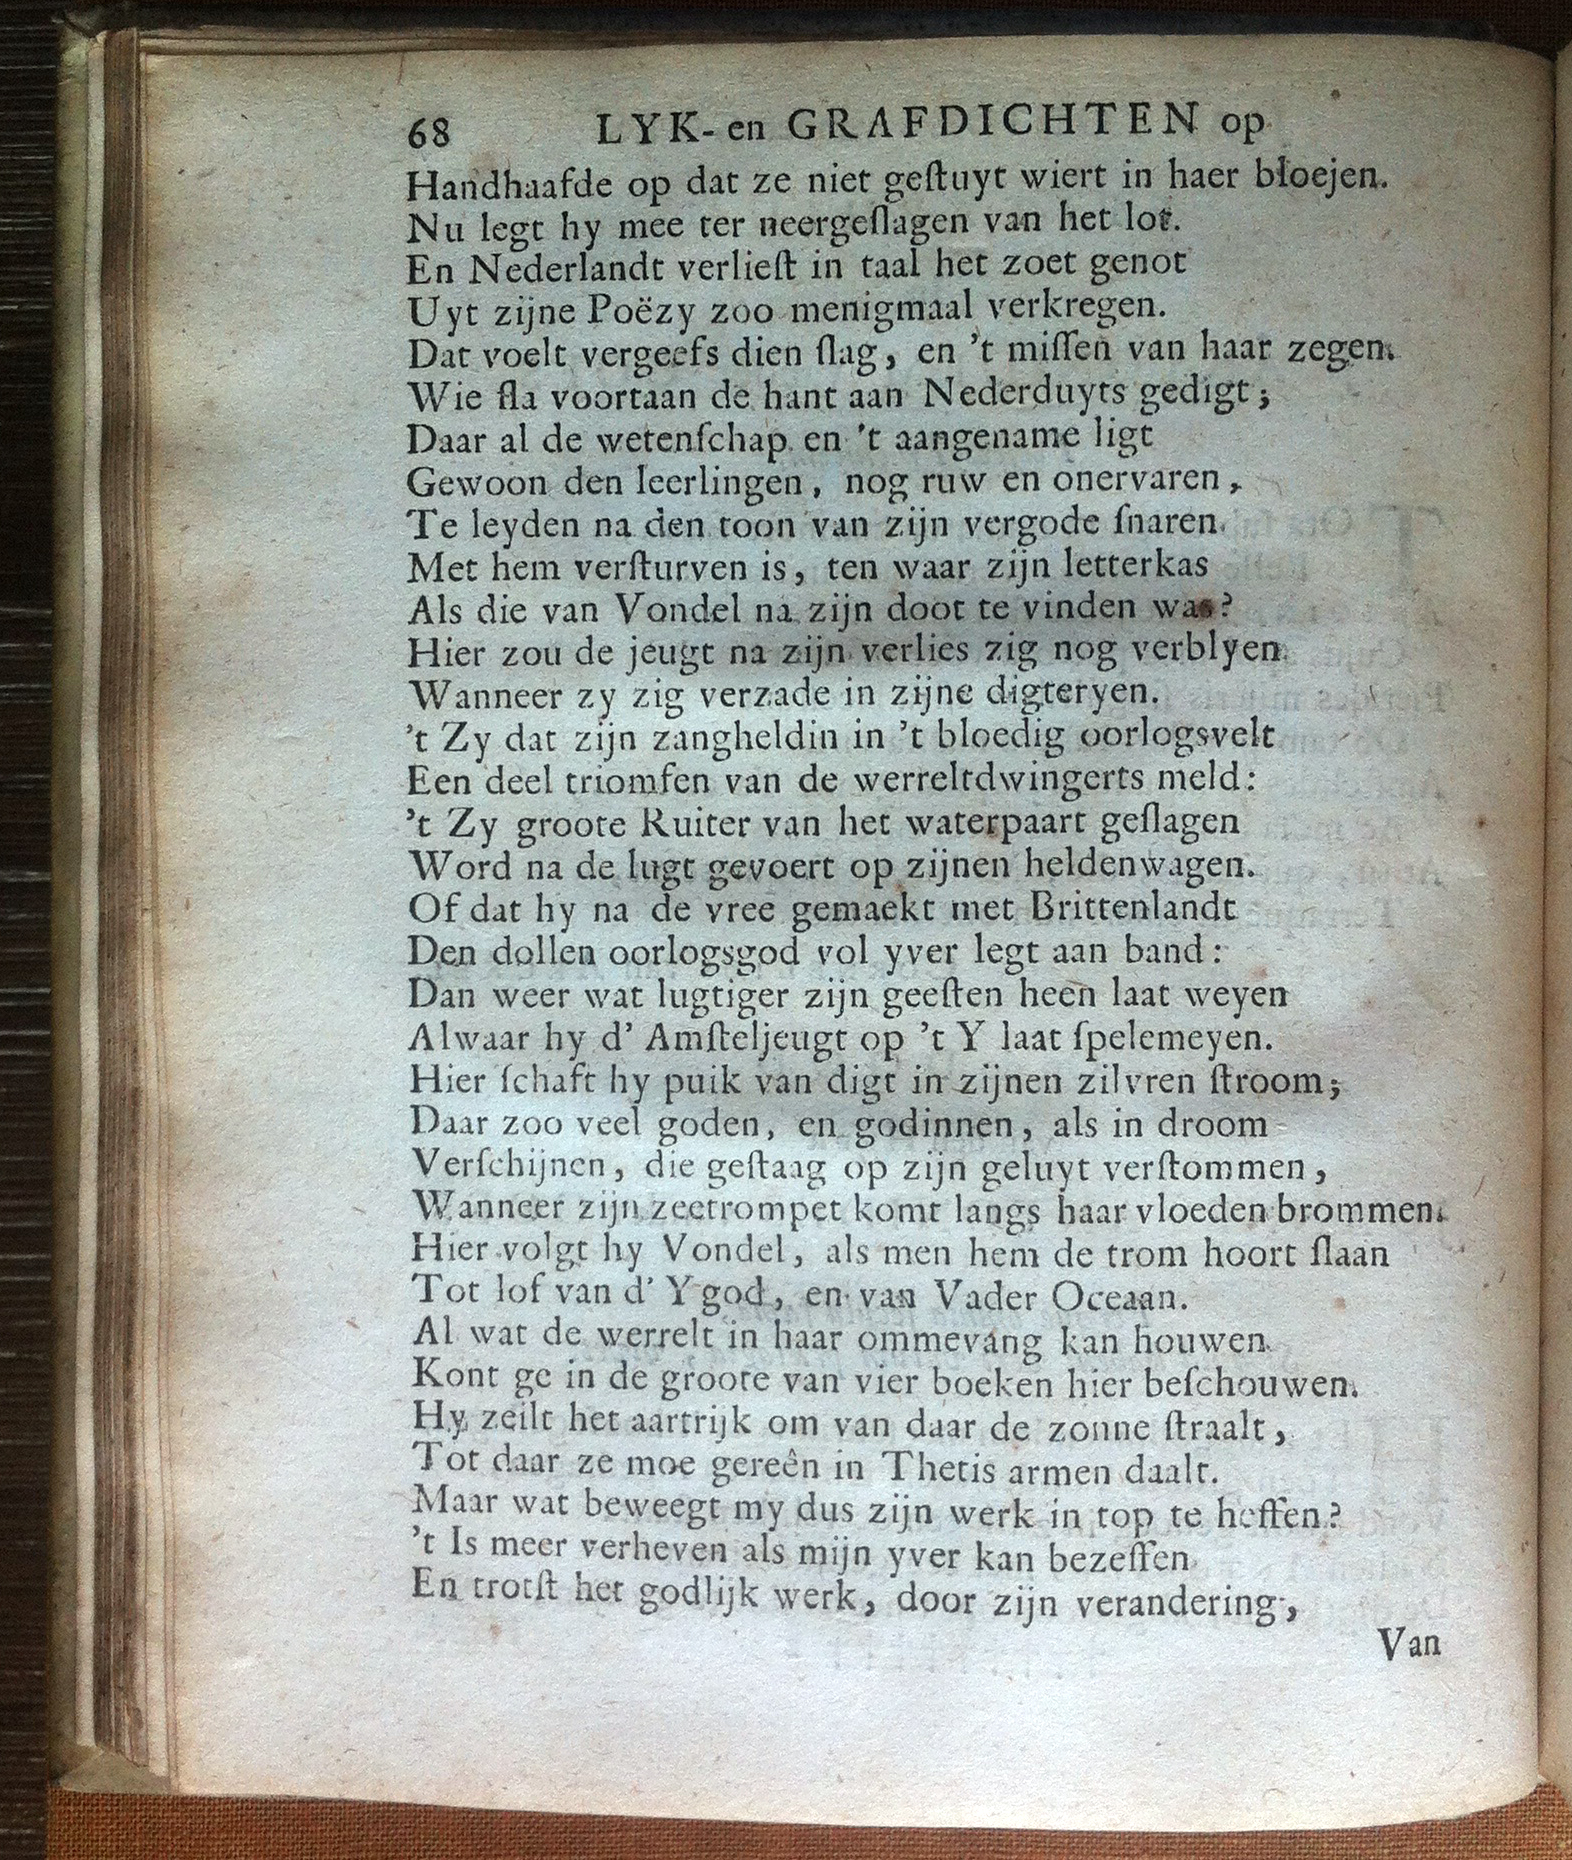 68 LYK- en GRAFDICHTEN op
Handhaafde op dat ze niet geſtuyt wiert in haer bloejen.
Nu legt hy mee ter neergeſlagen van het lot.
En Nederlandt verlieſt in taal het zoet genot
Uyt zijne Poëzy zoo menigmaal verkregen.
Dat voelt vergeefs dien ſlag, en 't miſſen van haar zegen.
Wie ſla voortaan de hant aan Nederduyts gedigt;
Daar al de wetenſchap en 't aangename ligt
Gewoon den leerlingen, nog ruw en onervaren,
Te leyden na den toon van zijn vergode ſnaren.
Met hem verſturven is, ten waar zijn letterkas
Als die van Vondel na zijn doot te vinden was?
Hier zou de jeugt na zijn verlies zig nog verblyen
Wanneer zy zig verzade in zijne digteryen.
't Zy dat zijn zangheldin in 't bloedig oorlogsvelt
Een deel triomfen van de werreltdwingerts meld:
't Zy groote Ruiter van het waterpaart geſlagen
Word na de lugt gevoert op zijnen heldenwagen.
Of dat hy na de vree gemaekt met Brittenlandt
Den dollen oorlogsgod vol yver legt aan band:
Dan weer wat lugtiger zijn geeſten heen laat weyen
Alwaar hy d' Amſteljeugt op 't Y laat ſpelemeyen.
Hier ſchaft hy puik van digt in zijnen zilvren ſtroom;
Daar zoo veel goden, en godinnen, als in droom
Verſchijnen, die geſtaag op zijn geluyt verſtommen,
Wanneer zijn zeetrompet komt langs haar vloeden brommen.
Hier volgt hy Vondel, als men hem de trom hoort ſlaan
Tot lof van d' Y god, en van Vader Oceaan.
Al wat de werrelt in haar ommevang kan houwen
Kont ge in de groote van vier boeken hier beſchouwen.
Hy zeilt het aartrijk om van daar de zonne ſtraalt,
Tot daar ze moe gereên in Thetis armen daalt.
Maar wat beweegt my dus zijn werk in top te heffen?
't Is meer verheven als mijn yver kan bezeffen
En trotſt het godlijk werk, door zijn verandering,
Van